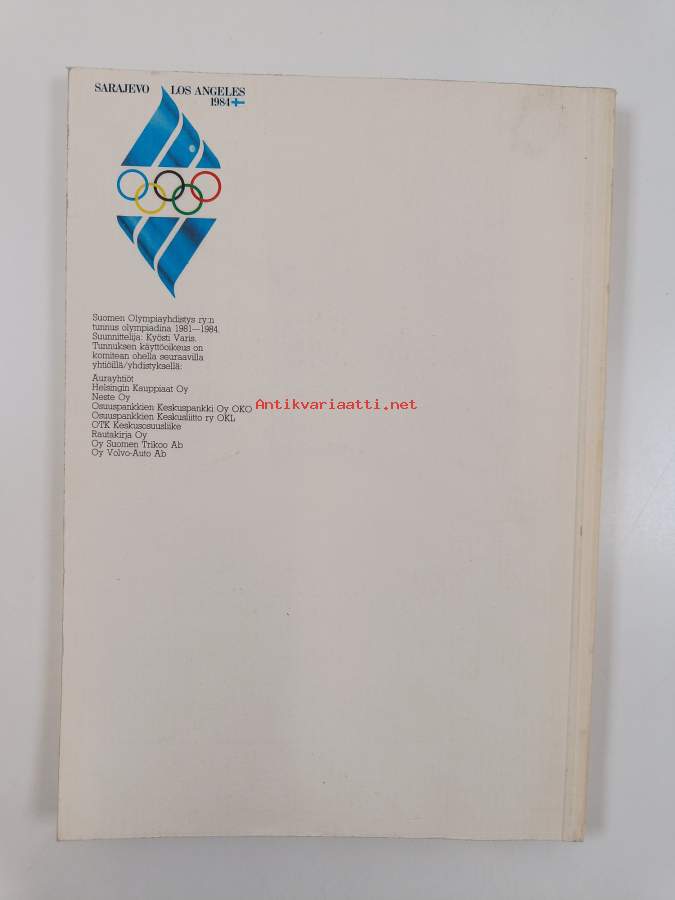 SARAJEVO LOS ANGELES
1984
Suomen Olympiayhdistys ry:n
tunnus olympiadina 1981—1984.
Suunnittelija: Kyösti Varis.
Tunnuksen käyttöoikeus on
komitean ohella seuraavilla
yhtiöillä/yhdistyksellä:
Aurayhtiöt
Helsingin Kauppiaat Oy
Neste Oy
Osuuspankkien Keskuspankki Oy OKO
Osuuspankkien Keskusliitto ry OKL
OTK Keskusosuusliike
Rautakirja Oy
Oy Suomen Trikoo Ab
Oy Volvo-Auto Ab
Antikvariaatti.net